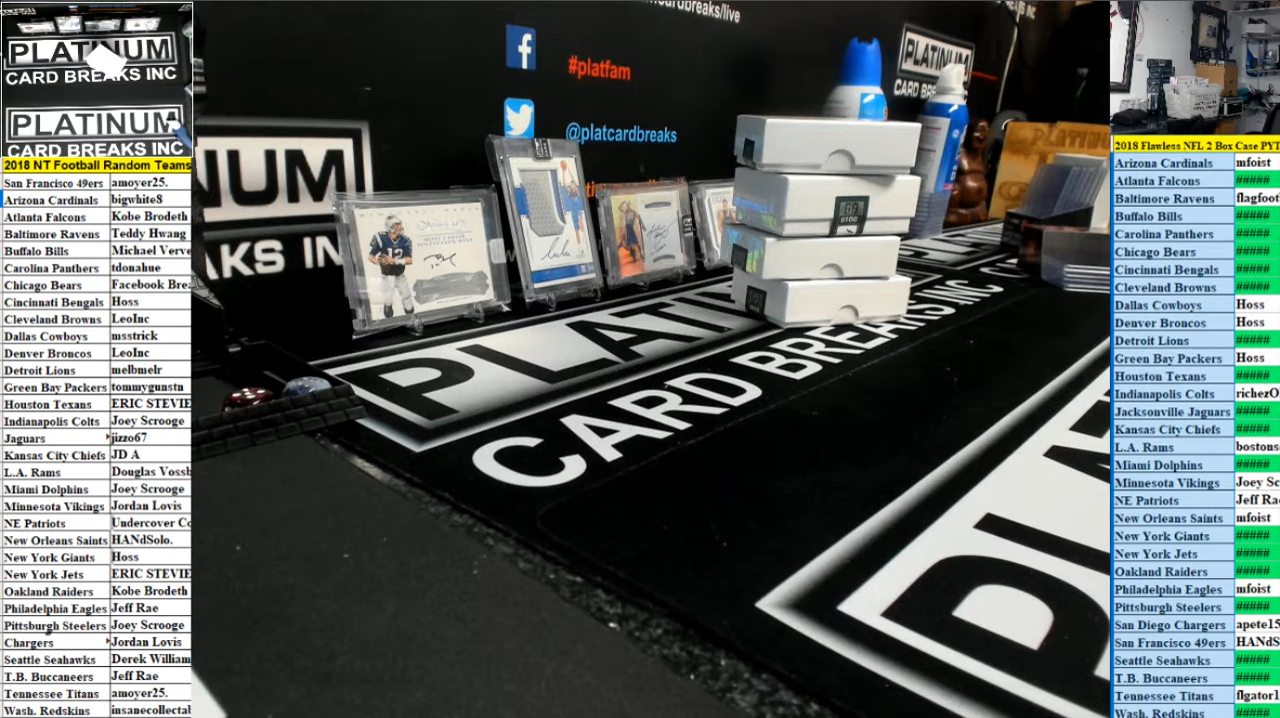 PLATINUM
CARD BREAKS INC
PLATINUM
CARD BREAKS INC
2018 NT Football Random Teams
San Francisco 49ers amoyer25.
Arizona Cardinals bigwhite8
Atlanta Falcons Kobe Brodeth
Baltimore Ravens Teddy Hwang
Buffalo Bills Michael Verve
Carolina Panthers tdonahue
Chicago Bears Facebook Brea
Cincinnati Bengals Hoss
Cleveland Browns LeoInc
Dallas Cowboys msstrick
Denver Broncos LeoInc
Detroit Lions melbmelr
Green Bay Packers tommygunstn
Houston Texans ERIC STEVIE
Indianapolis Colts Joey Scrooge
Jaguars jizzo67
Kansas City Chiefs JD A
L.A. Rams Douglas Vossb
Miami Dolphins Joey Scrooge
Minnesota Vikings Jordan Lovis
NE Patriots Undercover Co
New Orleans Saints HANdSolo.
New York Giants Hoss
New York Jets ERIC STEVIE
Oakland Raiders Kobe Brodeth
Philadelphia Eagles Jeff Rae
Pittsburgh Steelers Joey Scrooge
Chargers Jordan Lovis
Seattle Seahawks Derek William
T.B. Buccaneers Jeff Rae
Tennessee Titans amoyer25.
Wash. Redskins insanecollectal
cardbreaks/live
#platfam
@platcardbreaks
NUM
AKS IN
PLATINUM
CARD BRE
PLATIN
CARD BREAKS INC
2018 Flawless NFL 2 Box Case PYT
Arizona Cardinals mfoist
Atlanta Falcons #####
Baltimore Ravens flagfoot
Buffalo Bills #####
Carolina Panthers #####
Chicago Bears #####
Cincinnati Bengals #####
Cleveland Browns #####
Dallas Cowboys Hoss
Denver Broncos Hoss
Detroit Lions #####
Green Bay Packers Hoss
Houston Texans #####
Indianapolis Colts richezO
Jacksonville Jaguars #####
Kansas City Chiefs #####
L.A. Rams bostons
Miami Dolphins #####
Minnesota Vikings Joey Sc
NE Patriots Jeff Ra
New Orleans Saints mfoist
New York Giants #####
New York Jets #####
Oakland Raiders #####
Philadelphia Eagles mfoist
Pittsburgh Steelers #####
San Diego Chargers apete15
San Francisco 49ers HANdS
Seattle Seahawks #####
T.B. Buccaneers #####
Tennessee Titans flgator1
Wash. Redskins #####